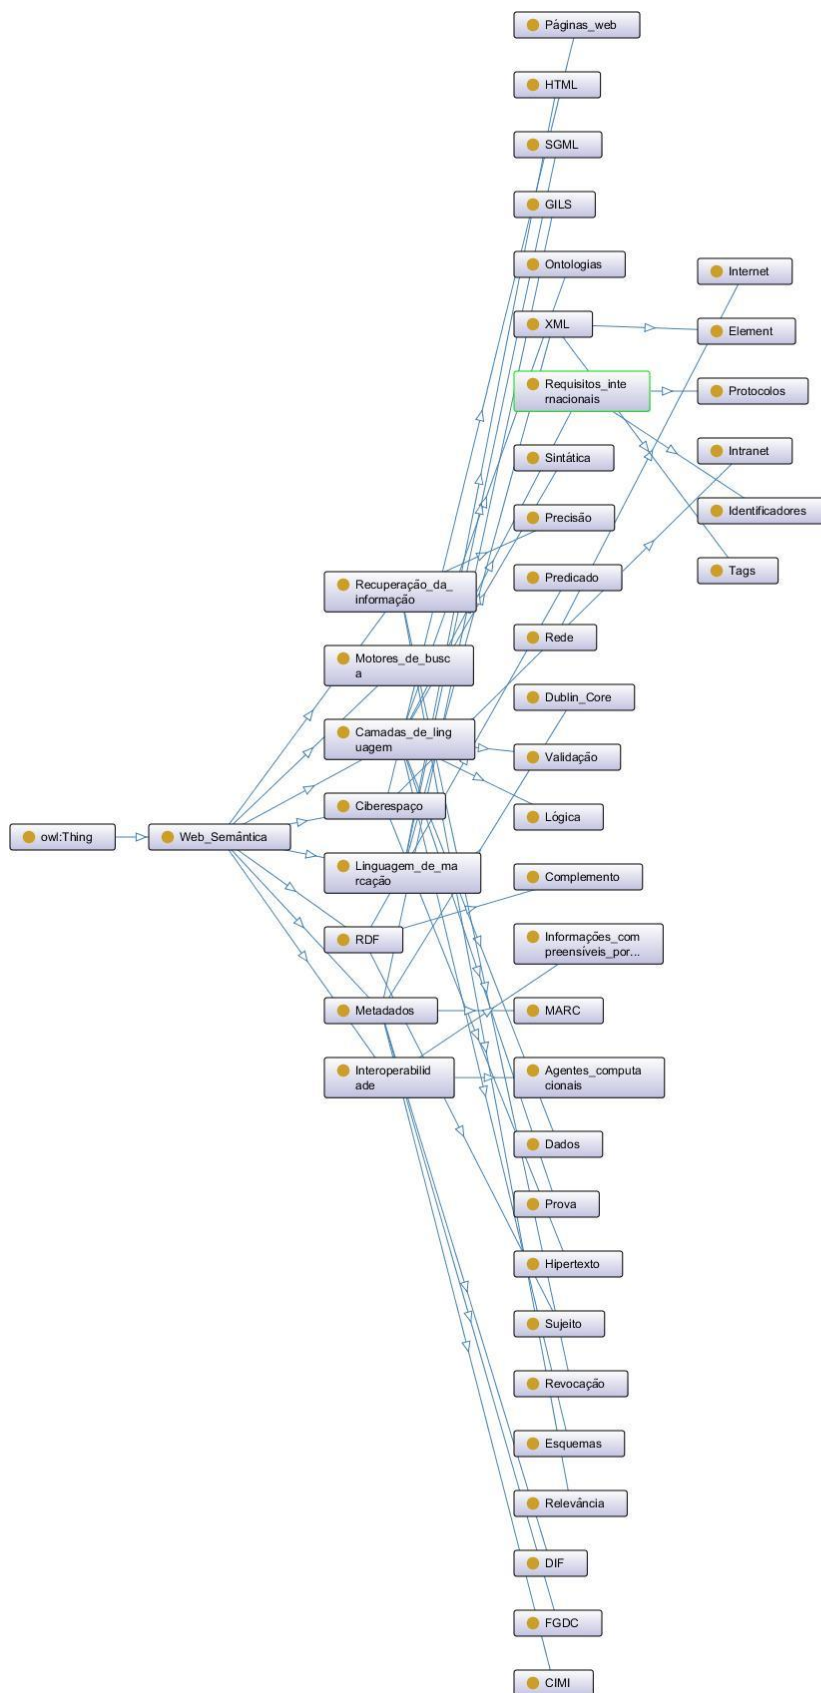 owl:Thing
Web_Semântica
Recuperação_da_
informação
Motores_de_busc
a
Camadas_de_ling
uagem
Ciberespaço
Linguagem_de_ma
rcação
RDF
Metadados
Interoperabilid
ade
Páginas_web
HTML
SGML
GILS
Ontologias
XML
Requisitos_inte
rnacionais
Sintática
Precisão
Predicado
Rede
Dublin_Core
Validação
Lógica
Complemento
Informações_com
preensíveis_por...
MARC
Agentes_computa
cionais
Dados
Prova
Hipertexto
Sujeito
Revocação
Esquemas
Relevância
DIF
FGDC
CIMI
Internet
Element
Protocolos
Intranet
Identificadores
Tags